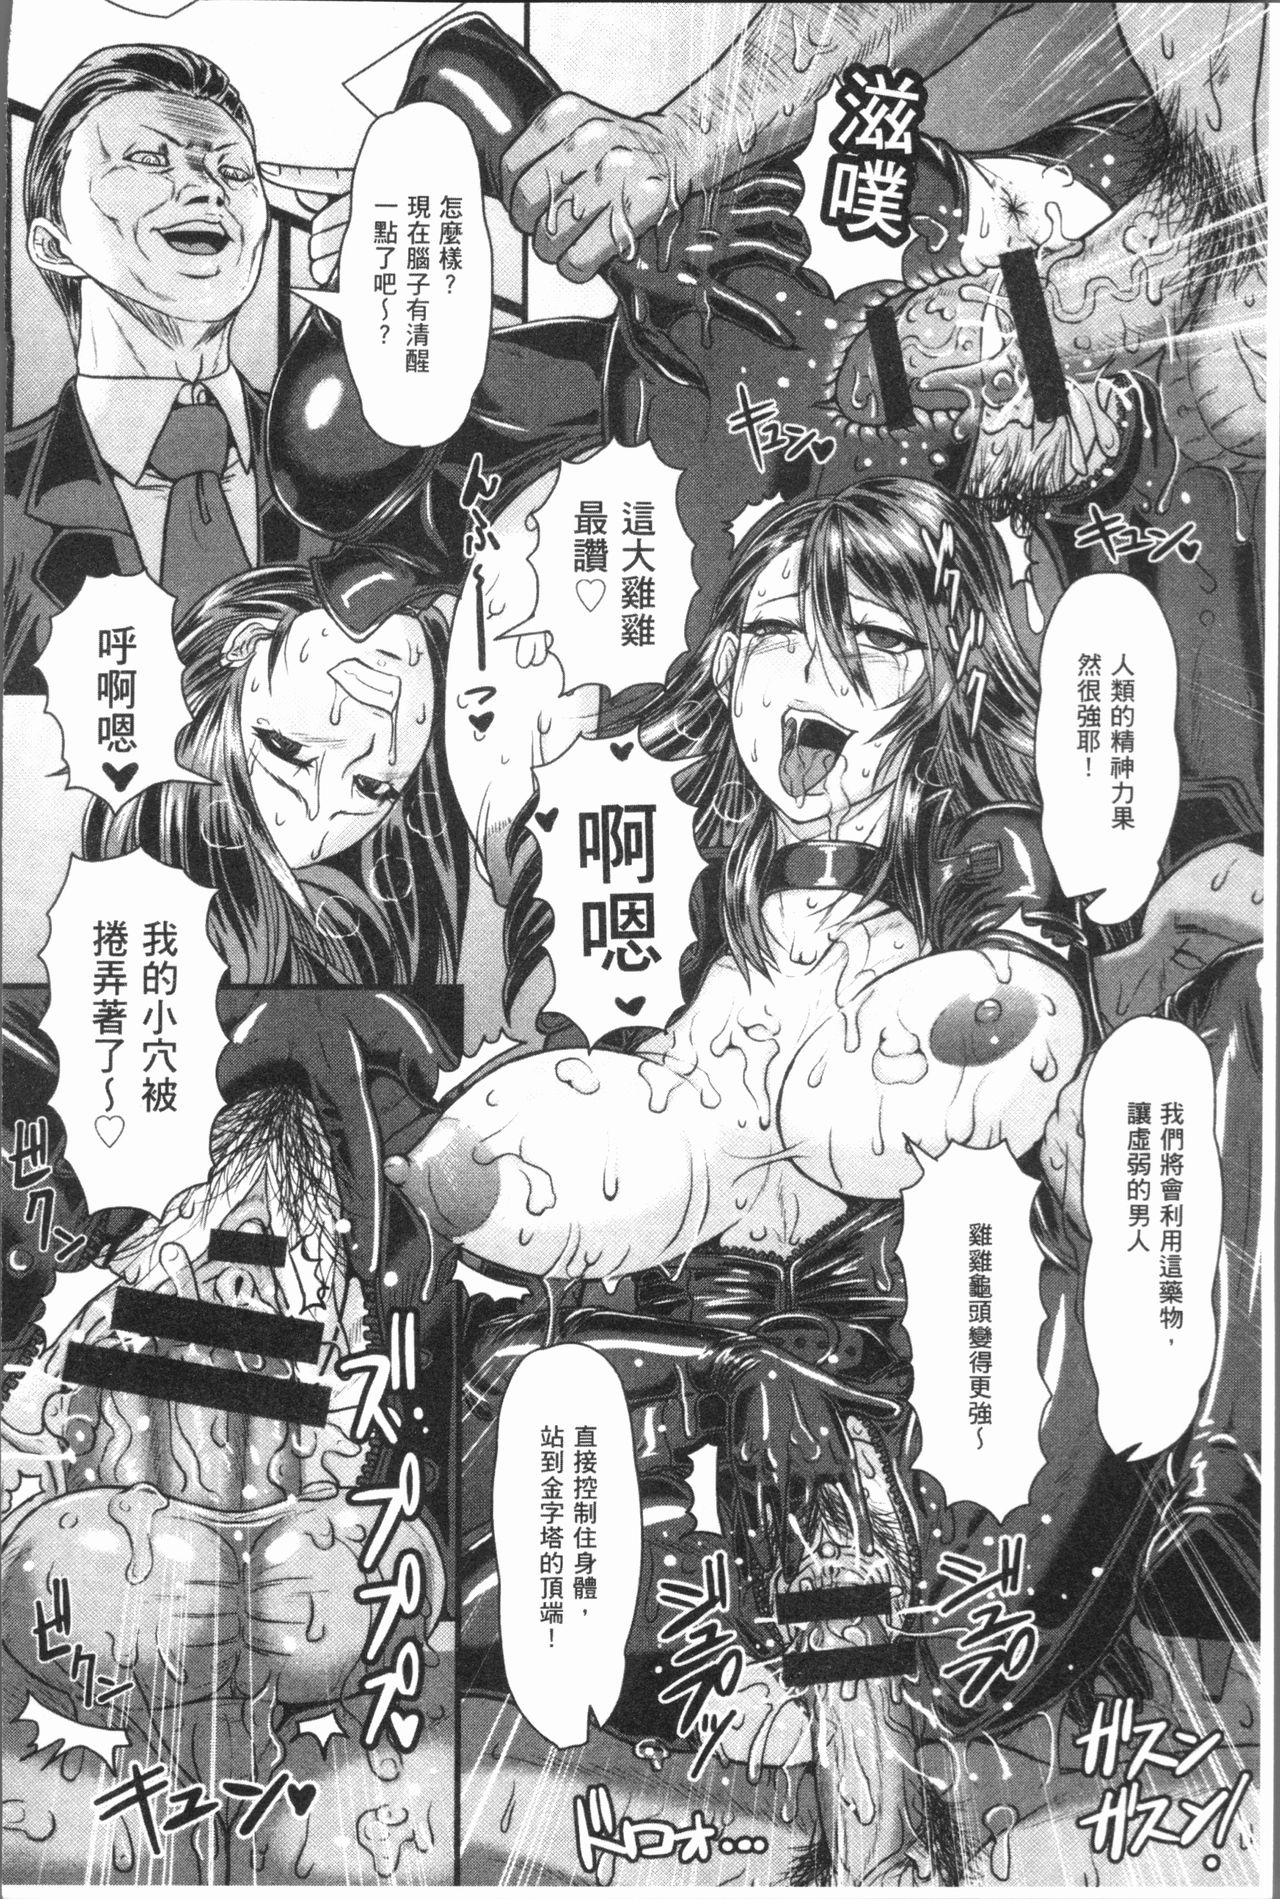 滋噗
怎麼樣？
現在腦子有清醒
一點了吧～？
キュン♥
キュン♥
んふぅ～～っ♥
這大雞雞
最讚♡
呼啊嗯♥
人類的精神力果
然很強耶！
啊嗯♥
我的小穴被
捲弄著了～♡
我們將會利用這藥物，
讓虛弱的男人
雞雞龜頭變得更強～
直接控制住身體，
站到金字塔的頂端！
ビクン
ズププププ♥
ビクン
キュン♥
ジュプッ
ジュプッ
ガスン
ガスン！
ドロォ…